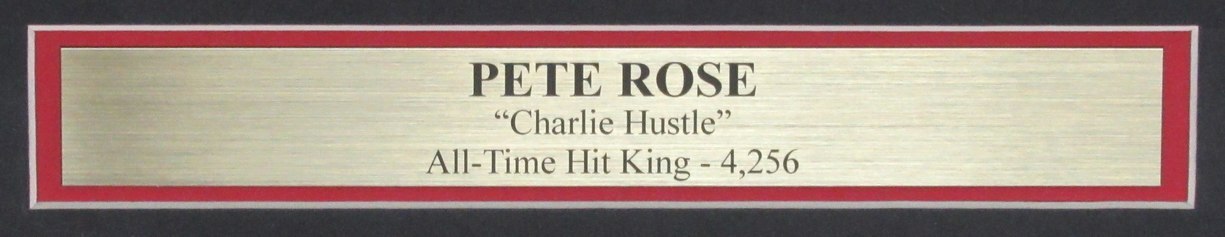 PETE ROSE
“Charlie Hustle”
All-Time Hit King - 4,256